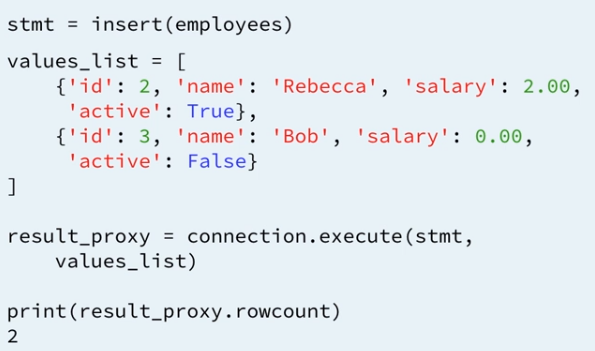 stmt = insert(employees)
values_list = [
    {'id': 2, 'name': 'Rebecca', 'salary': 2.00,
     'active': True},
    {'id': 3, 'name': 'Bob', 'salary': 0.00,
     'active': False}
]
result_proxy = connection.execute(stmt,
    values_list)
print(result_proxy.rowcount)
2